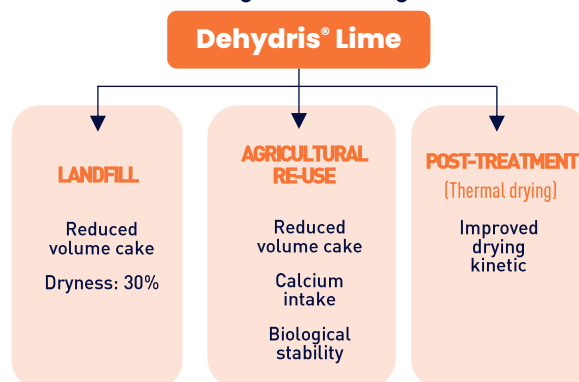 Dehydris® Lime
LANDFILL
Reduced
volume cake
Dryness: 30%
AGRICULTURAL
RE-USE
Reduced
volume cake
Calcium
intake
Biological
stability
POST-TREATMENT
(Thermal drying)
Improved
drying
kinetic